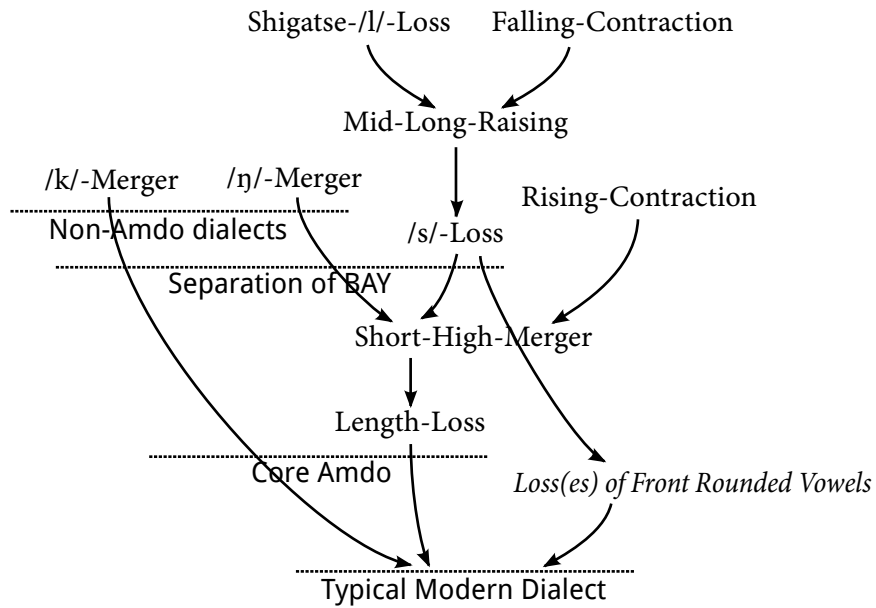 Shigatse-/l/-Loss Falling-Contraction
Mid-Long-Raising
/k/-Merger /ŋ/-Merger
Rising-Contraction
Non-Amdo dialects
/s/-Loss
Separation of BAY
Short-High-Merger
Length-Loss
Core Amdo
Loss(es) of Front Rounded Vowels
Typical Modern Dialect